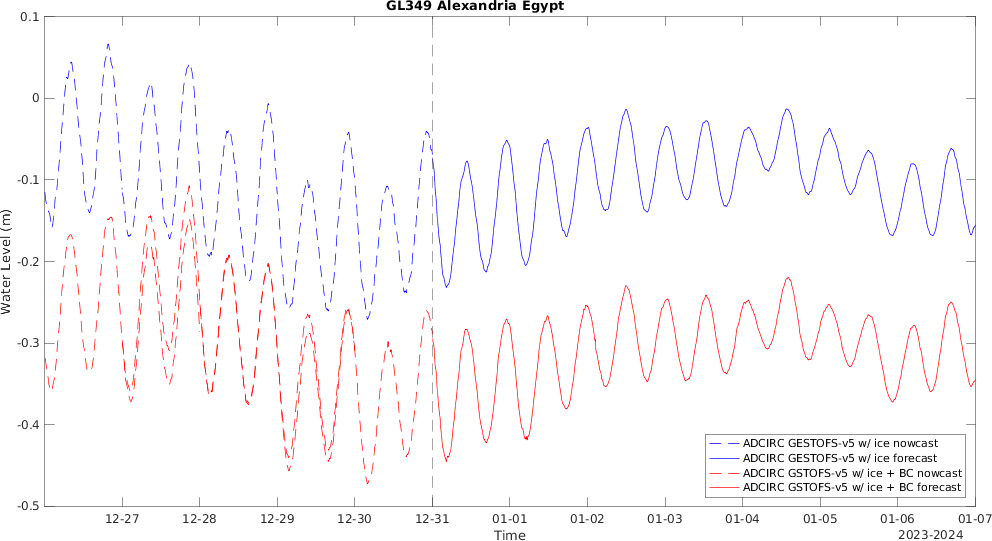 GL349 Alexandria Egypt
0.1
0
-0.1
-0.2
-0.3
-0.4
-0.5
Water Level (m)
ADCIRC GESTOFS-v5 w/ ice nowcast
ADCIRC GESTOFS-v5 w/ ice forecast
ADCIRC GSTOFS-v5 w/ ice + BC nowcast
ADCIRC GSTOFS-v5 w/ ice + BC forecast
12-27 12-28 12-29 12-30 12-31 01-01 01-02 01-03 01-04 01-05 01-06 01-07
Time
2023-2024